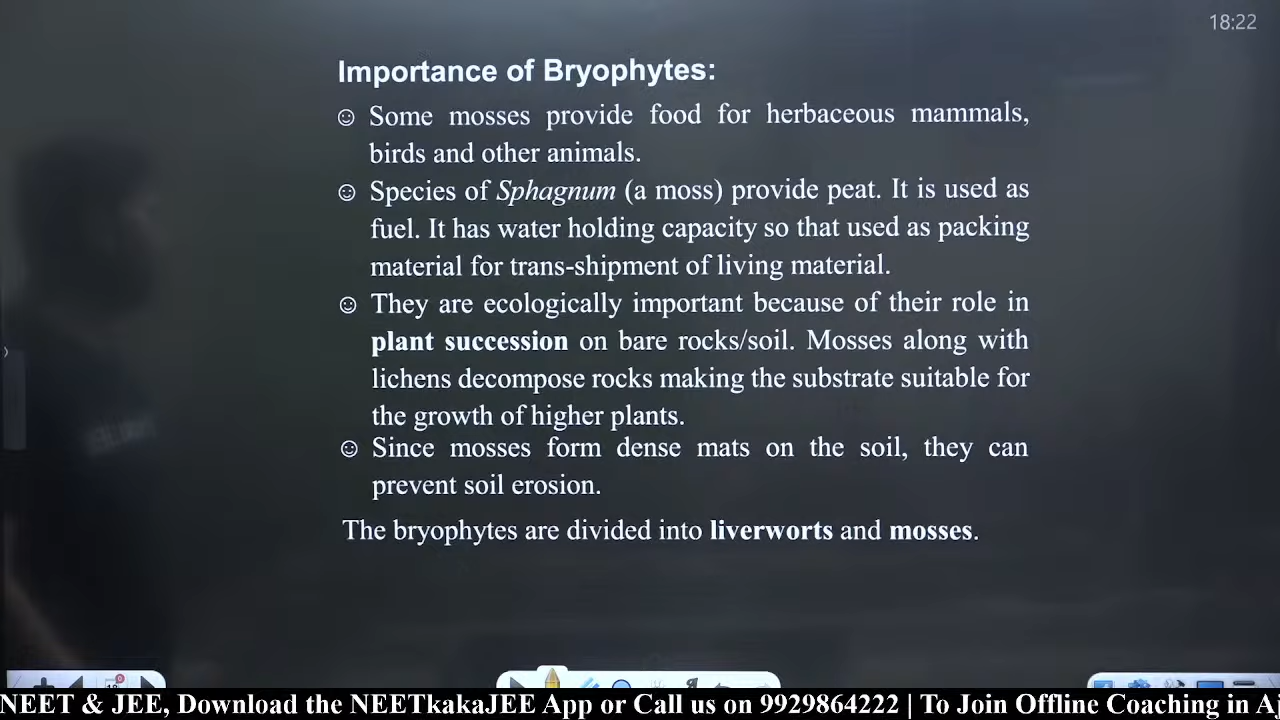 18:22
Importance of Bryophytes:
☺ Some mosses provide food for herbaceous mammals,
birds and other animals.
☺ Species of Sphagnum (a moss) provide peat. It is used as
fuel. It has water holding capacity so that used as packing
material for trans-shipment of living material.
☺ They are ecologically important because of their role in
plant succession on bare rocks/soil. Mosses along with
lichens decompose rocks making the substrate suitable for
the growth of higher plants.
☺ Since mosses form dense mats on the soil, they can
prevent soil erosion.
The bryophytes are divided into liverworts and mosses.
NEET & JEE, Download the NEETkakaJEE App or Call us on 9929864222 | To Join Offline Coaching in A